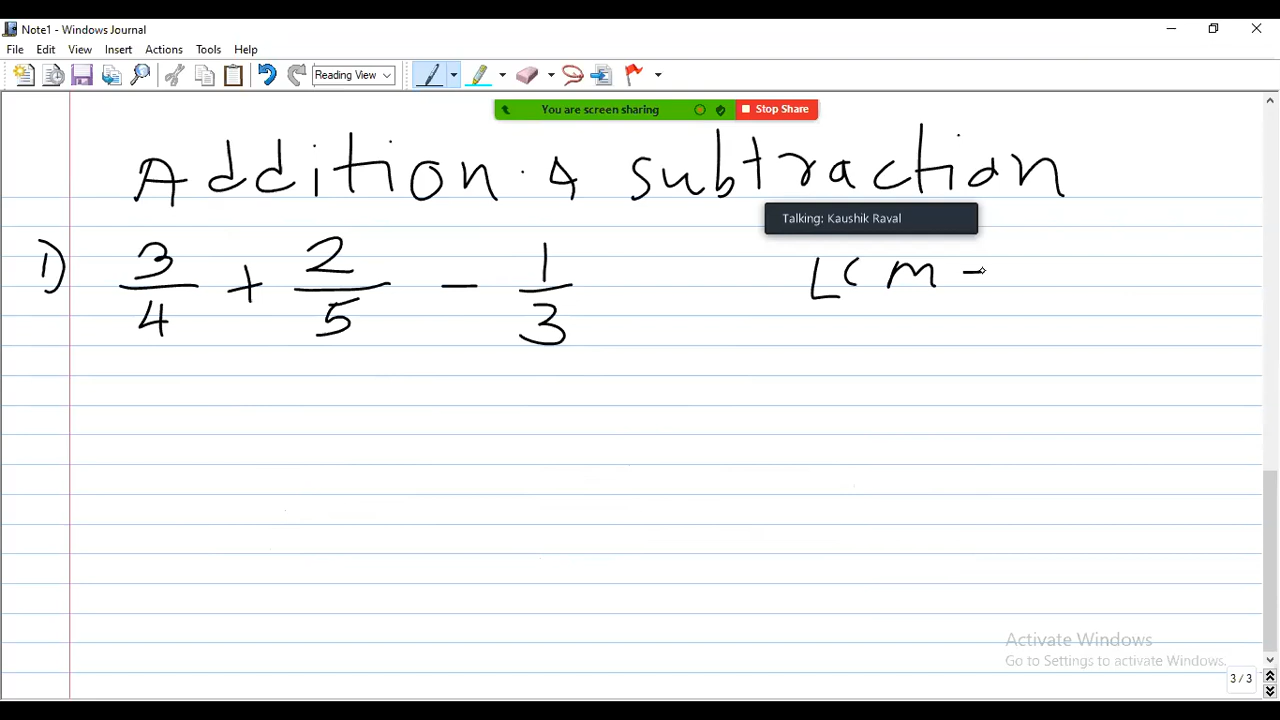 Note1 - Windows Journal
File Edit View Insert Actions Tools Help
Reading View
You are screen sharing Stop Share
Addition & subtraction
Talking: Kaushik Raval
1) 3/4 + 2/5 - 1/3 LCM -
Activate Windows
Go to Settings to activate Windows.
3 / 3